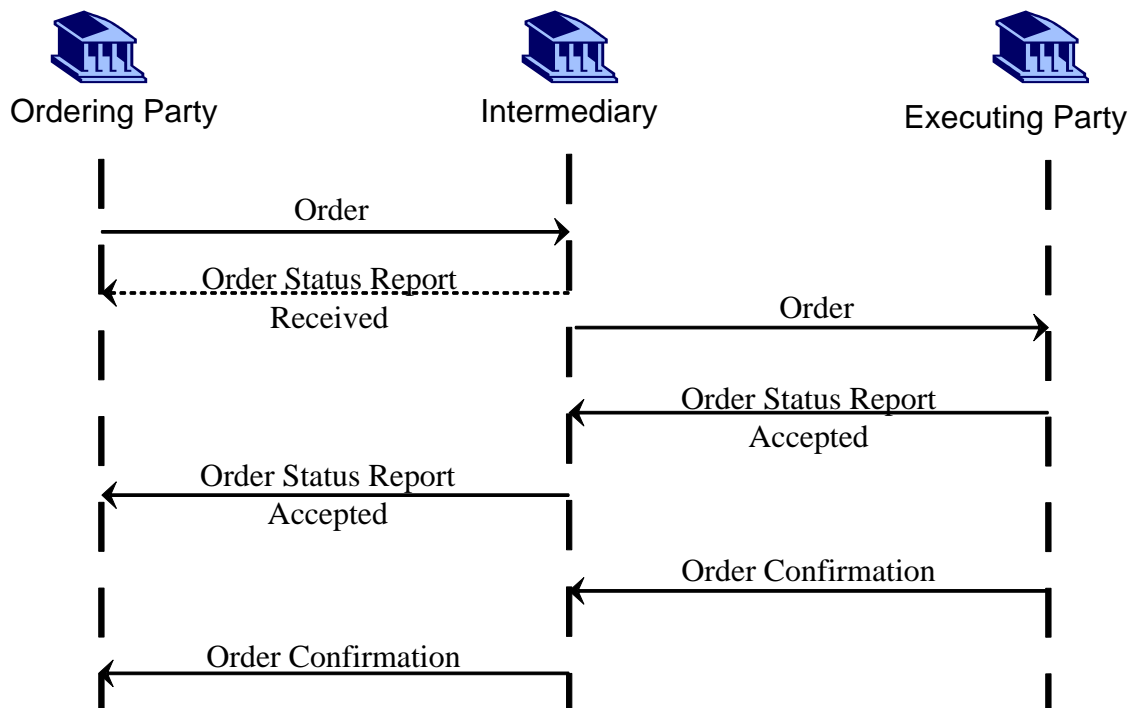 Ordering Party
Intermediary
Executing Party
Order
Order Status Report
Received
Order
Order Status Report
Accepted
Order Status Report
Accepted
Order Confirmation
Order Confirmation